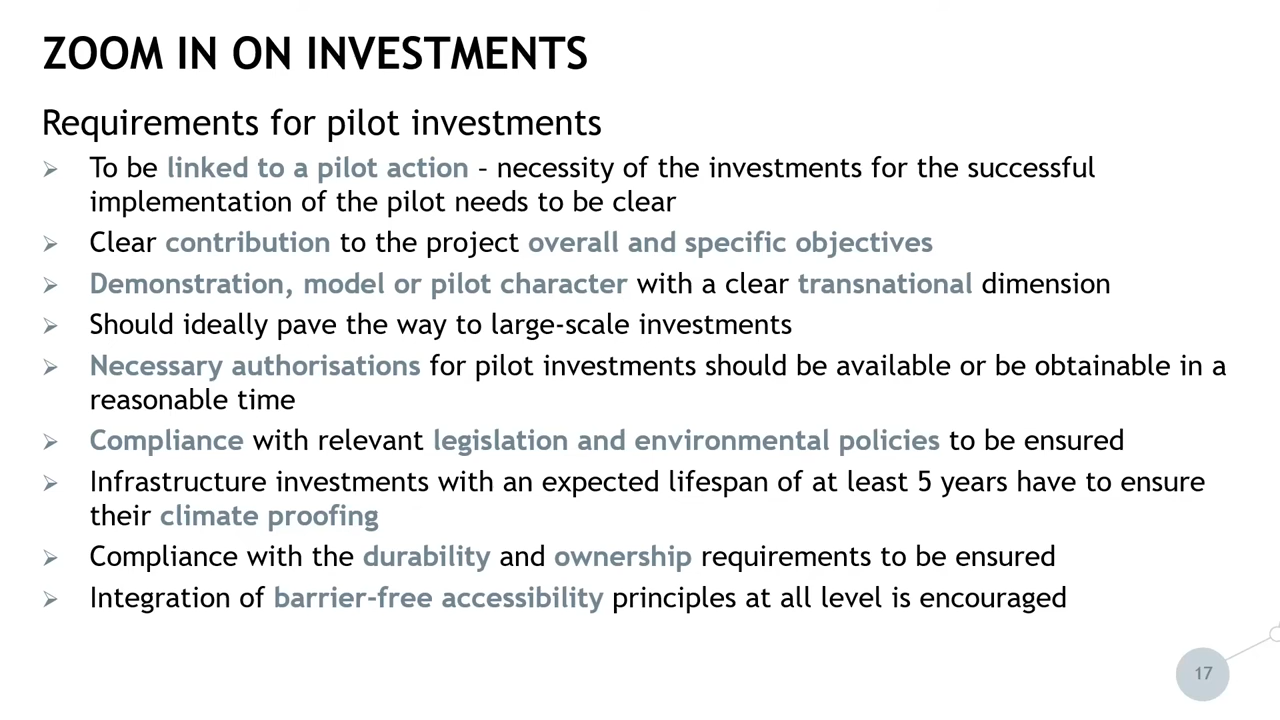 ZOOM IN ON INVESTMENTS
Requirements for pilot investments
➢ To be linked to a pilot action – necessity of the investments for the successful
implementation of the pilot needs to be clear
➢ Clear contribution to the project overall and specific objectives
➢ Demonstration, model or pilot character with a clear transnational dimension
➢ Should ideally pave the way to large-scale investments
➢ Necessary authorisations for pilot investments should be available or be obtainable in a
reasonable time
➢ Compliance with relevant legislation and environmental policies to be ensured
➢ Infrastructure investments with an expected lifespan of at least 5 years have to ensure
their climate proofing
➢ Compliance with the durability and ownership requirements to be ensured
➢ Integration of barrier-free accessibility principles at all level is encouraged
17